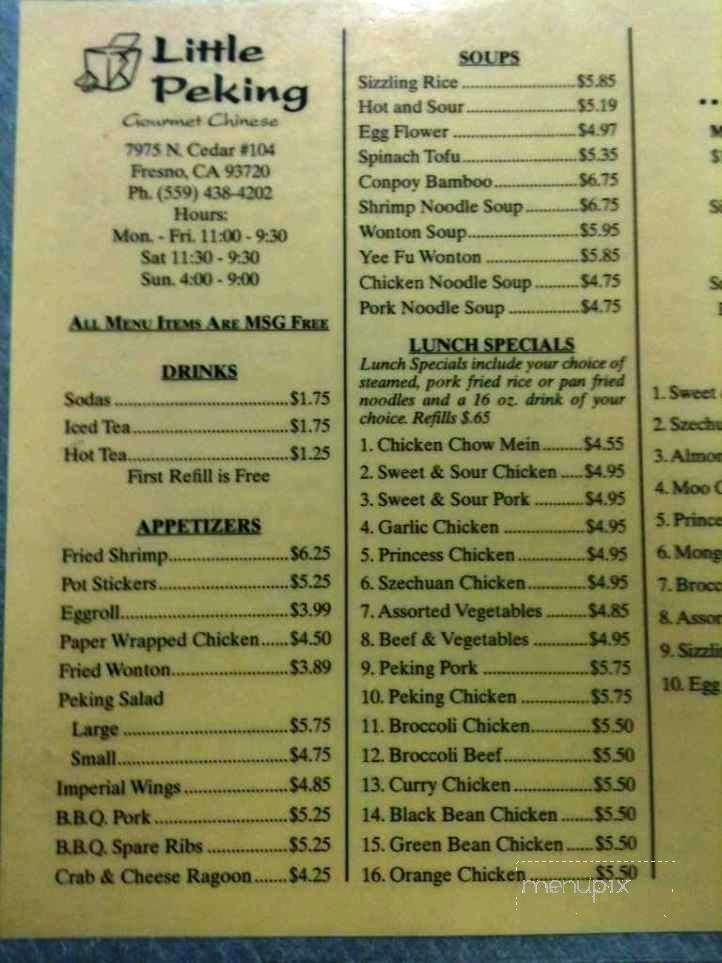 Little
Peking
Gourmet Chinese
7975 N. Cedar #104
Fresno, CA 93720
Ph. (559) 438-4202
Hours:
Mon. - Fri. 11:00 - 9:30
Sat 11:30 - 9:30
Sun. 4:00 - 9:00
ALL MENU ITEMS ARE MSG FREE
DRINKS
Sodas $1.75
Iced Tea $1.75
Hot Tea $1.25
First Refill is Free
APPETIZERS
Fried Shrimp $6.25
Pot Stickers $5.25
Eggroll $3.99
Paper Wrapped Chicken $4.50
Fried Wonton $3.89
Peking Salad
Large $5.75
Small $4.75
Imperial Wings $4.85
B.B.Q. Pork $5.25
B.B.Q. Spare Ribs $5.25
Crab & Cheese Ragoon $4.25
SOUPS
Sizzling Rice $5.85
Hot and Sour $5.19
Egg Flower $4.97
Spinach Tofu $5.35
Conpoy Bamboo $6.75
Shrimp Noodle Soup $6.75
Wonton Soup $5.95
Yee Fu Wonton $5.85
Chicken Noodle Soup $4.75
Pork Noodle Soup $4.75
LUNCH SPECIALS
Lunch Specials include your choice of
steamed, pork fried rice or pan fried
noodles and a 16 oz. drink of your
choice. Refills $.65
1. Chicken Chow Mein $4.55
2. Sweet & Sour Chicken $4.95
3. Sweet & Sour Pork $4.95
4. Garlic Chicken $4.95
5. Princess Chicken $4.95
6. Szechuan Chicken $4.95
7. Assorted Vegetables $4.85
8. Beef & Vegetables $4.95
9. Peking Pork $5.75
10. Peking Chicken $5.75
11. Broccoli Chicken $5.50
12. Broccoli Beef $5.50
13. Curry Chicken $5.50
14. Black Bean Chicken $5.50
15. Green Bean Chicken $5.50
16. Orange Chicken $5.50
1. Sweet
2. Szechu
3. Almon
4. Moo
5. Prince
6. Mong
7. Brocc
8. Assor
9. Sizzli
10. Egg
menupix